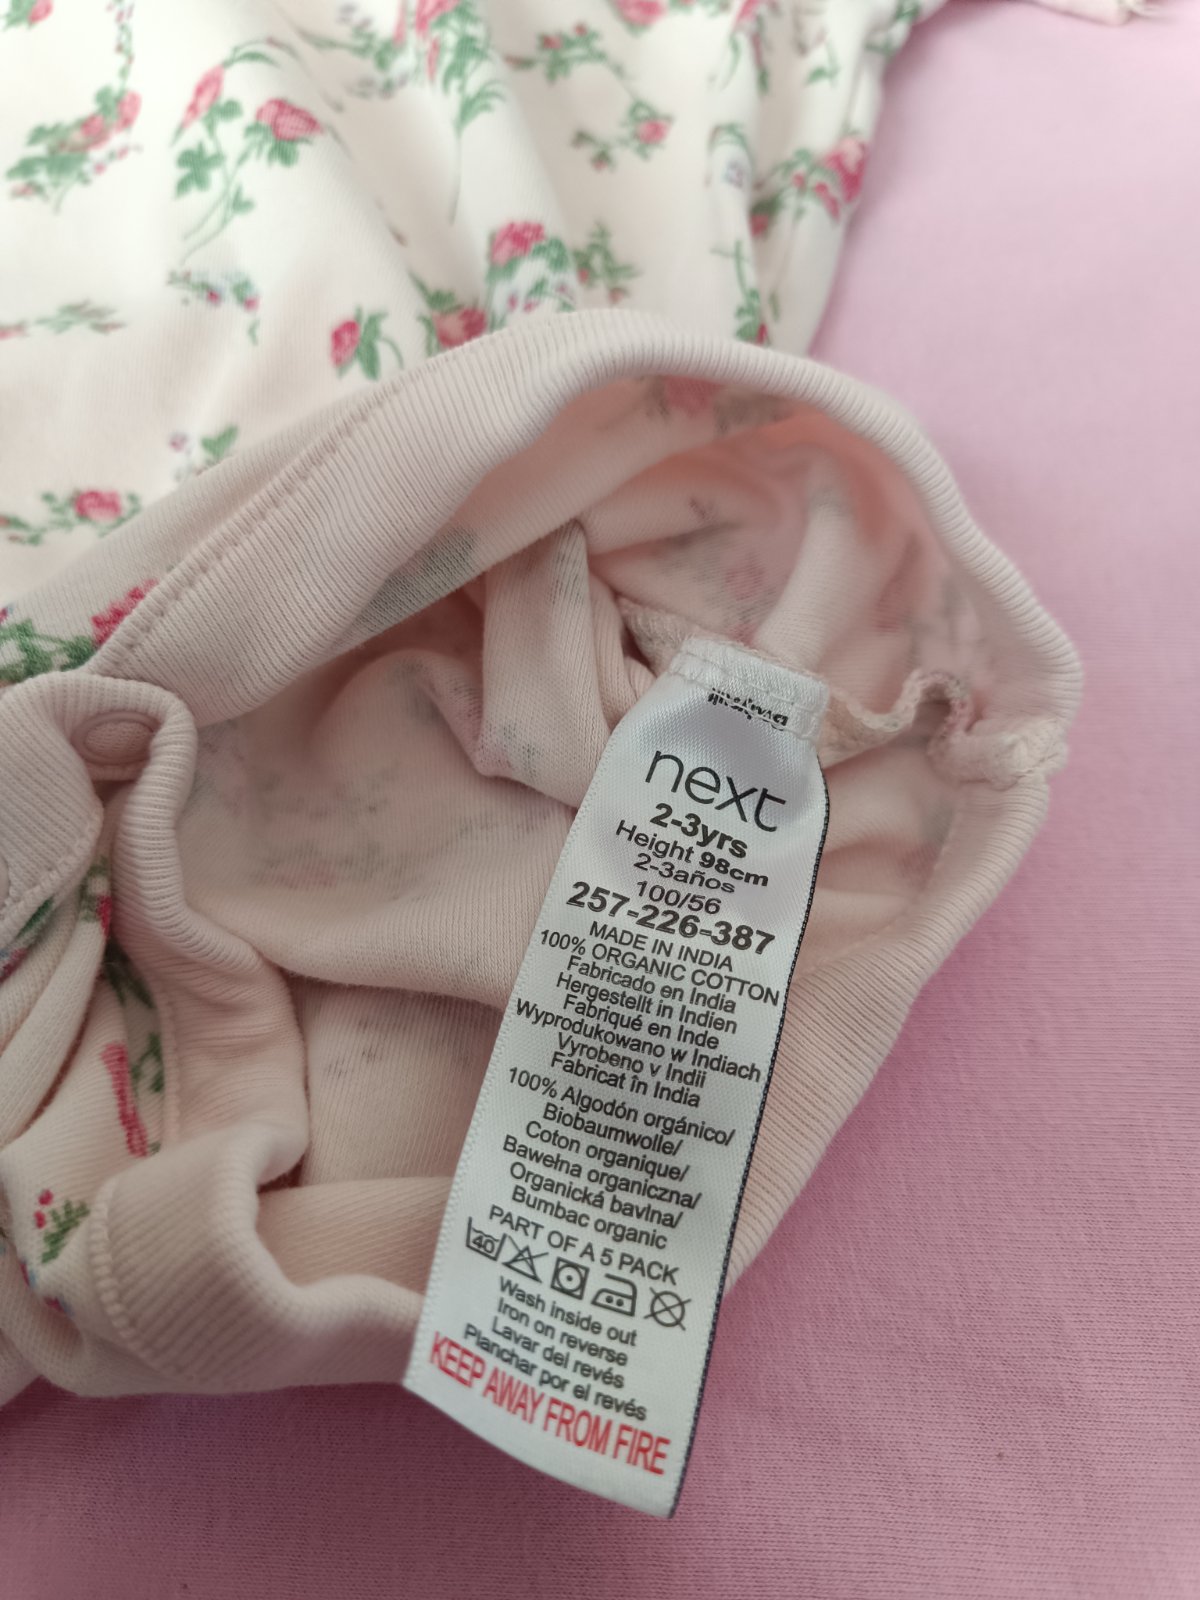 next
2-3yrs
Height 98cm
2-3años
100/56
257-226-387
MADE IN INDIA
100% ORGANIC COTTON
Fabricado en India
Hergestellt in Indien
Fabriqué en Inde
Wyprodukowano w Indiach
Vyrobeno v Indii
Fabricat în India
100% Algodón orgánico/
Biobaumwolle/
Coton organique/
Bawełna organiczna/
Organická bavlna/
Bumbac organic
PART OF A 5 PACK
40
Wash inside out
Iron on reverse
Lavar del revés
Planchar por el revés
KEEP AWAY FROM FIRE